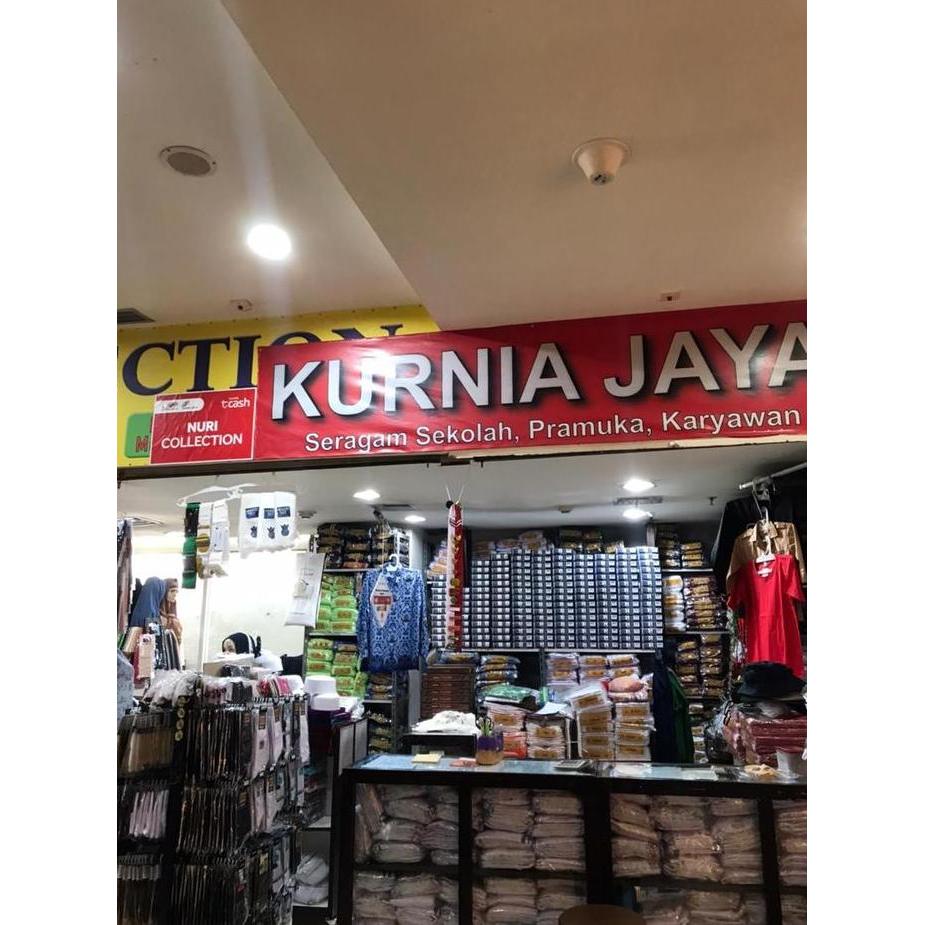 CTION
KURNIA JAYA
Seragam Sekolah, Pramuka, Karyawan
tcash
NURI
COLLECTION
M